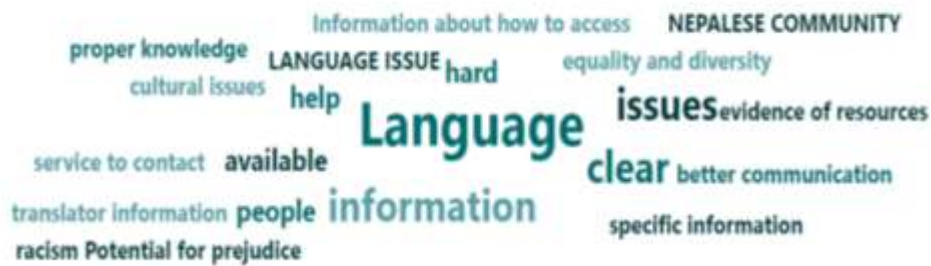 Information about how to access NEPALESE COMMUNITY
proper knowledge LANGUAGE ISSUE hard equality and diversity
cultural issues help issues evidence of resources
Language
service to contact available clear better communication
translator information people information specific information
racism Potential for prejudice